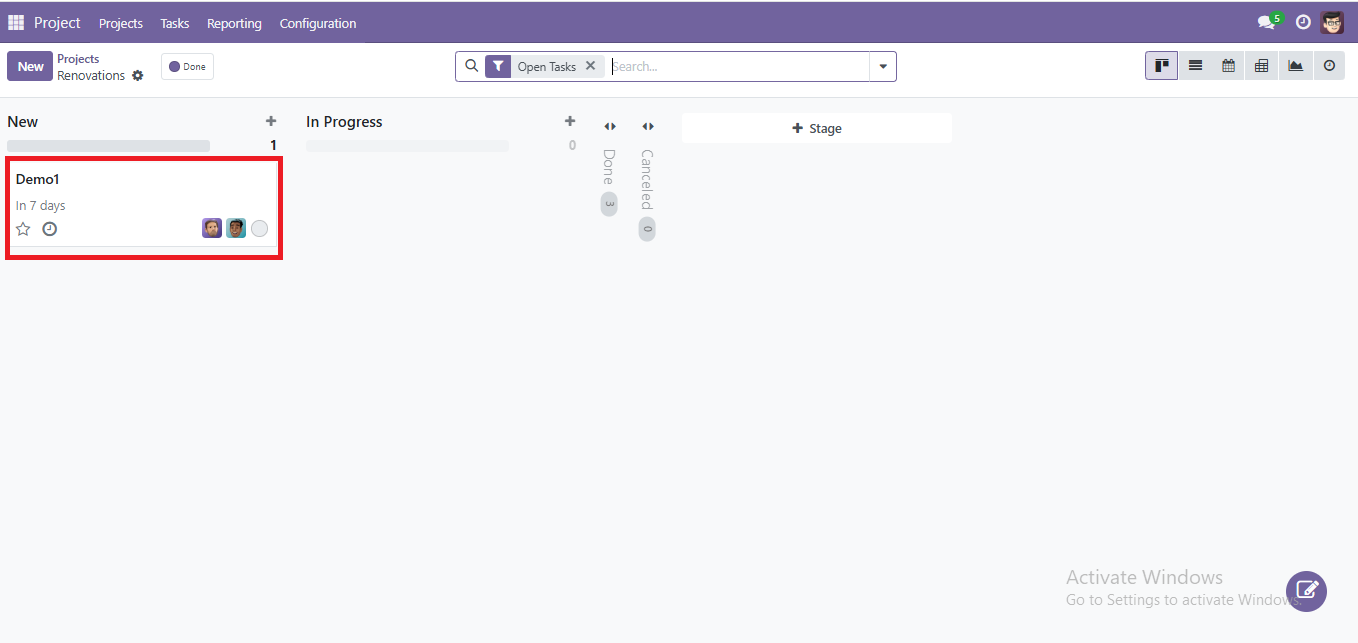 Project Projects Tasks Reporting Configuration 5
New Projects Done Open Tasks Search...
Renovations
New In Progress Stage
1 0
Done 3
Canceled 0
Demo1
In 7 days
Activate Windows
Go to Settings to activate Windows.